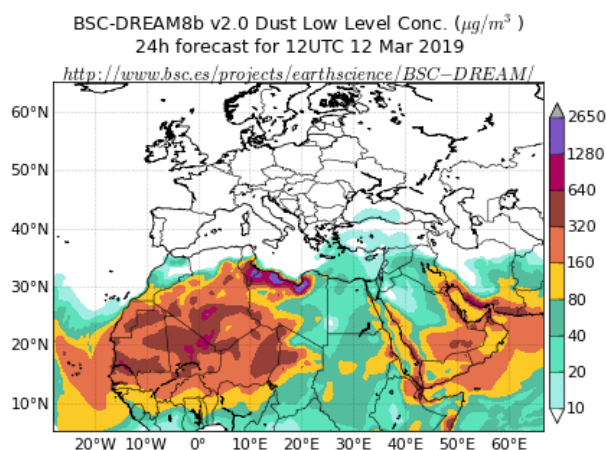 BSC-DREAM8b v2.0 Dust Low Level Conc. (μg/m³ )
24h forecast for 12UTC 12 Mar 2019
http://www.bsc.es/projects/earthscience/BSC−DREAM/
60°N
50°N
40°N
30°N
20°N
10°N
20°W 10°W 0° 10°E 20°E 30°E 40°E 50°E 60°E
2650
1280
640
320
160
80
40
20
10